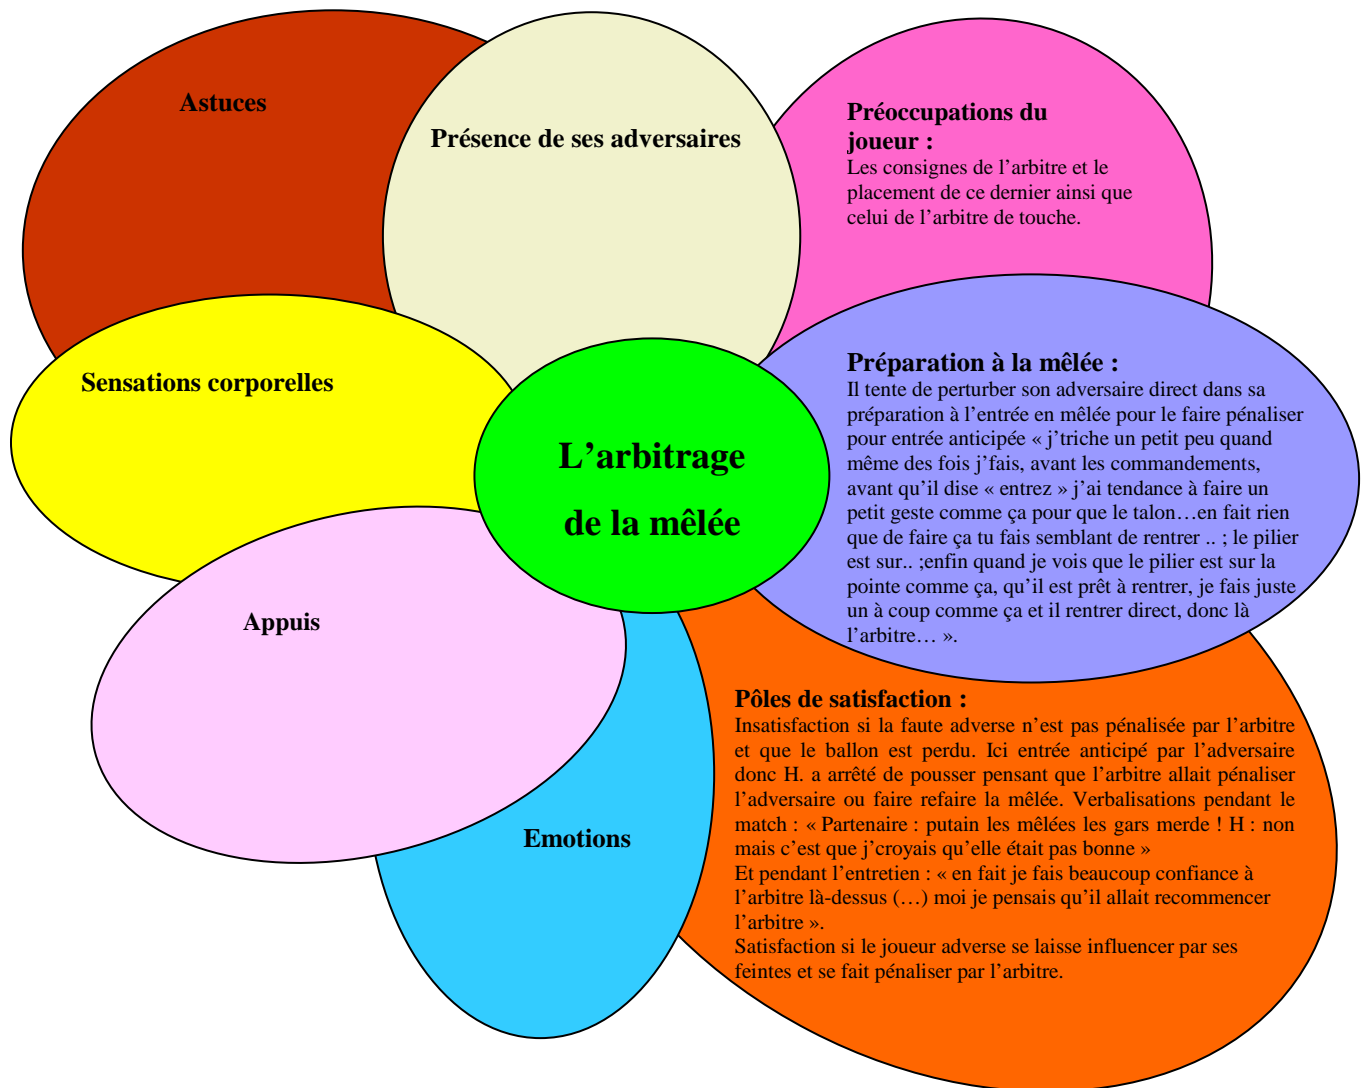 Astuces
Présence de ses adversaires
Préoccupations du
joueur :
Les consignes de l’arbitre et le
placement de ce dernier ainsi que
celui de l’arbitre de touche.
Sensations corporelles
L’arbitrage
de la mêlée
Préparation à la mêlée :
Il tente de perturber son adversaire direct dans sa
préparation à l’entrée en mêlée pour le faire pénaliser
pour entrée anticipée « j’triche un petit peu quand
même des fois j’fais, avant les commandements,
avant qu’il dise « entrez » j’ai tendance à faire un
petit geste comme ça pour que le talon…en fait rien
que de faire ça tu fais semblant de rentrer .. ; le pilier
est sur.. ;enfin quand je vois que le pilier est sur la
pointe comme ça, qu’il est prêt à rentrer, je fais juste
un à coup comme ça et il rentrer direct, donc là
l’arbitre… ».
Appuis
Emotions
Pôles de satisfaction :
Insatisfaction si la faute adverse n’est pas pénalisée par l’arbitre
et que le ballon est perdu. Ici entrée anticipé par l’adversaire
donc H. a arrêté de pousser pensant que l’arbitre allait pénaliser
l’adversaire ou faire refaire la mêlée. Verbalisations pendant le
match : « Partenaire : putain les mêlées les gars merde ! H : non
mais c’est que j’croyais qu’elle était pas bonne »
Et pendant l’entretien : « en fait je fais beaucoup confiance à
l’arbitre là-dessus (…) moi je pensais qu’il allait recommencer
l’arbitre ».
Satisfaction si le joueur adverse se laisse influencer par ses
feintes et se fait pénaliser par l’arbitre.